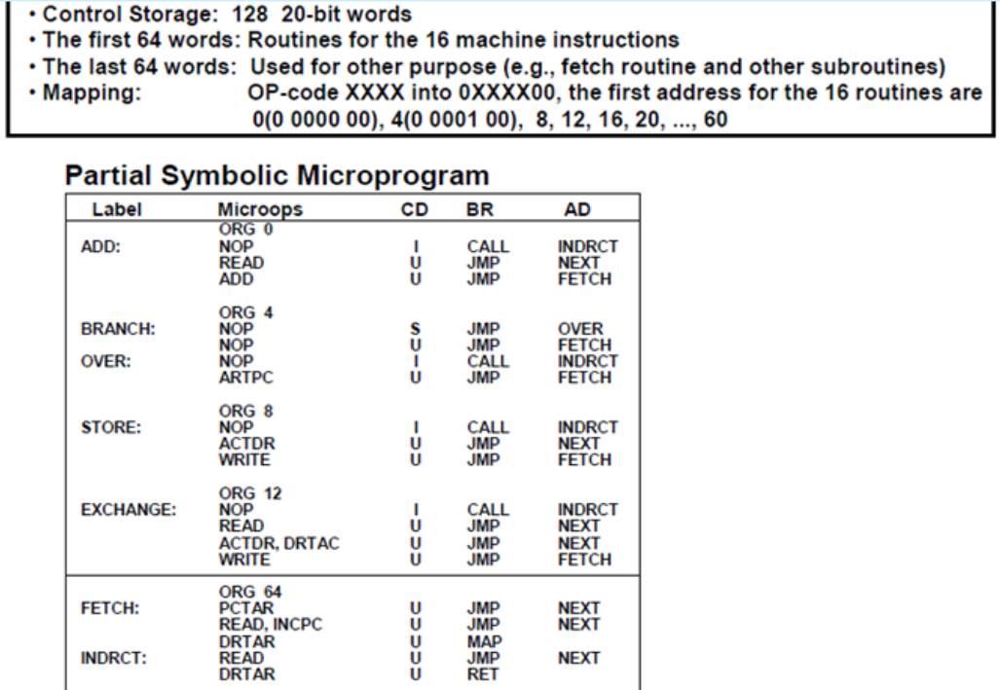 • Control Storage: 128 20-bit words
• The first 64 words: Routines for the 16 machine instructions
• The last 64 words: Used for other purpose (e.g., fetch routine and other subroutines)
• Mapping: OP-code XXXX into 0XXXX00, the first address for the 16 routines are
0(0 0000 00), 4(0 0001 00), 8, 12, 16, 20, ..., 60
Partial Symbolic Microprogram
Label Microops CD BR AD
ORG 0
ADD: NOP I CALL INDRCT
READ U JMP NEXT
ADD U JMP FETCH
ORG 4
BRANCH: NOP S JMP OVER
NOP U JMP FETCH
OVER: NOP I CALL INDRCT
ARTPC U JMP FETCH
ORG 8
STORE: NOP I CALL INDRCT
ACTDR U JMP NEXT
WRITE U JMP FETCH
ORG 12
EXCHANGE: NOP I CALL INDRCT
READ U JMP NEXT
ACTDR, DRTAC U JMP NEXT
WRITE U JMP FETCH
ORG 64
FETCH: PCTAR U JMP NEXT
READ, INCPC U JMP NEXT
DRTAR U MAP
INDRCT: READ U JMP NEXT
DRTAR U RET